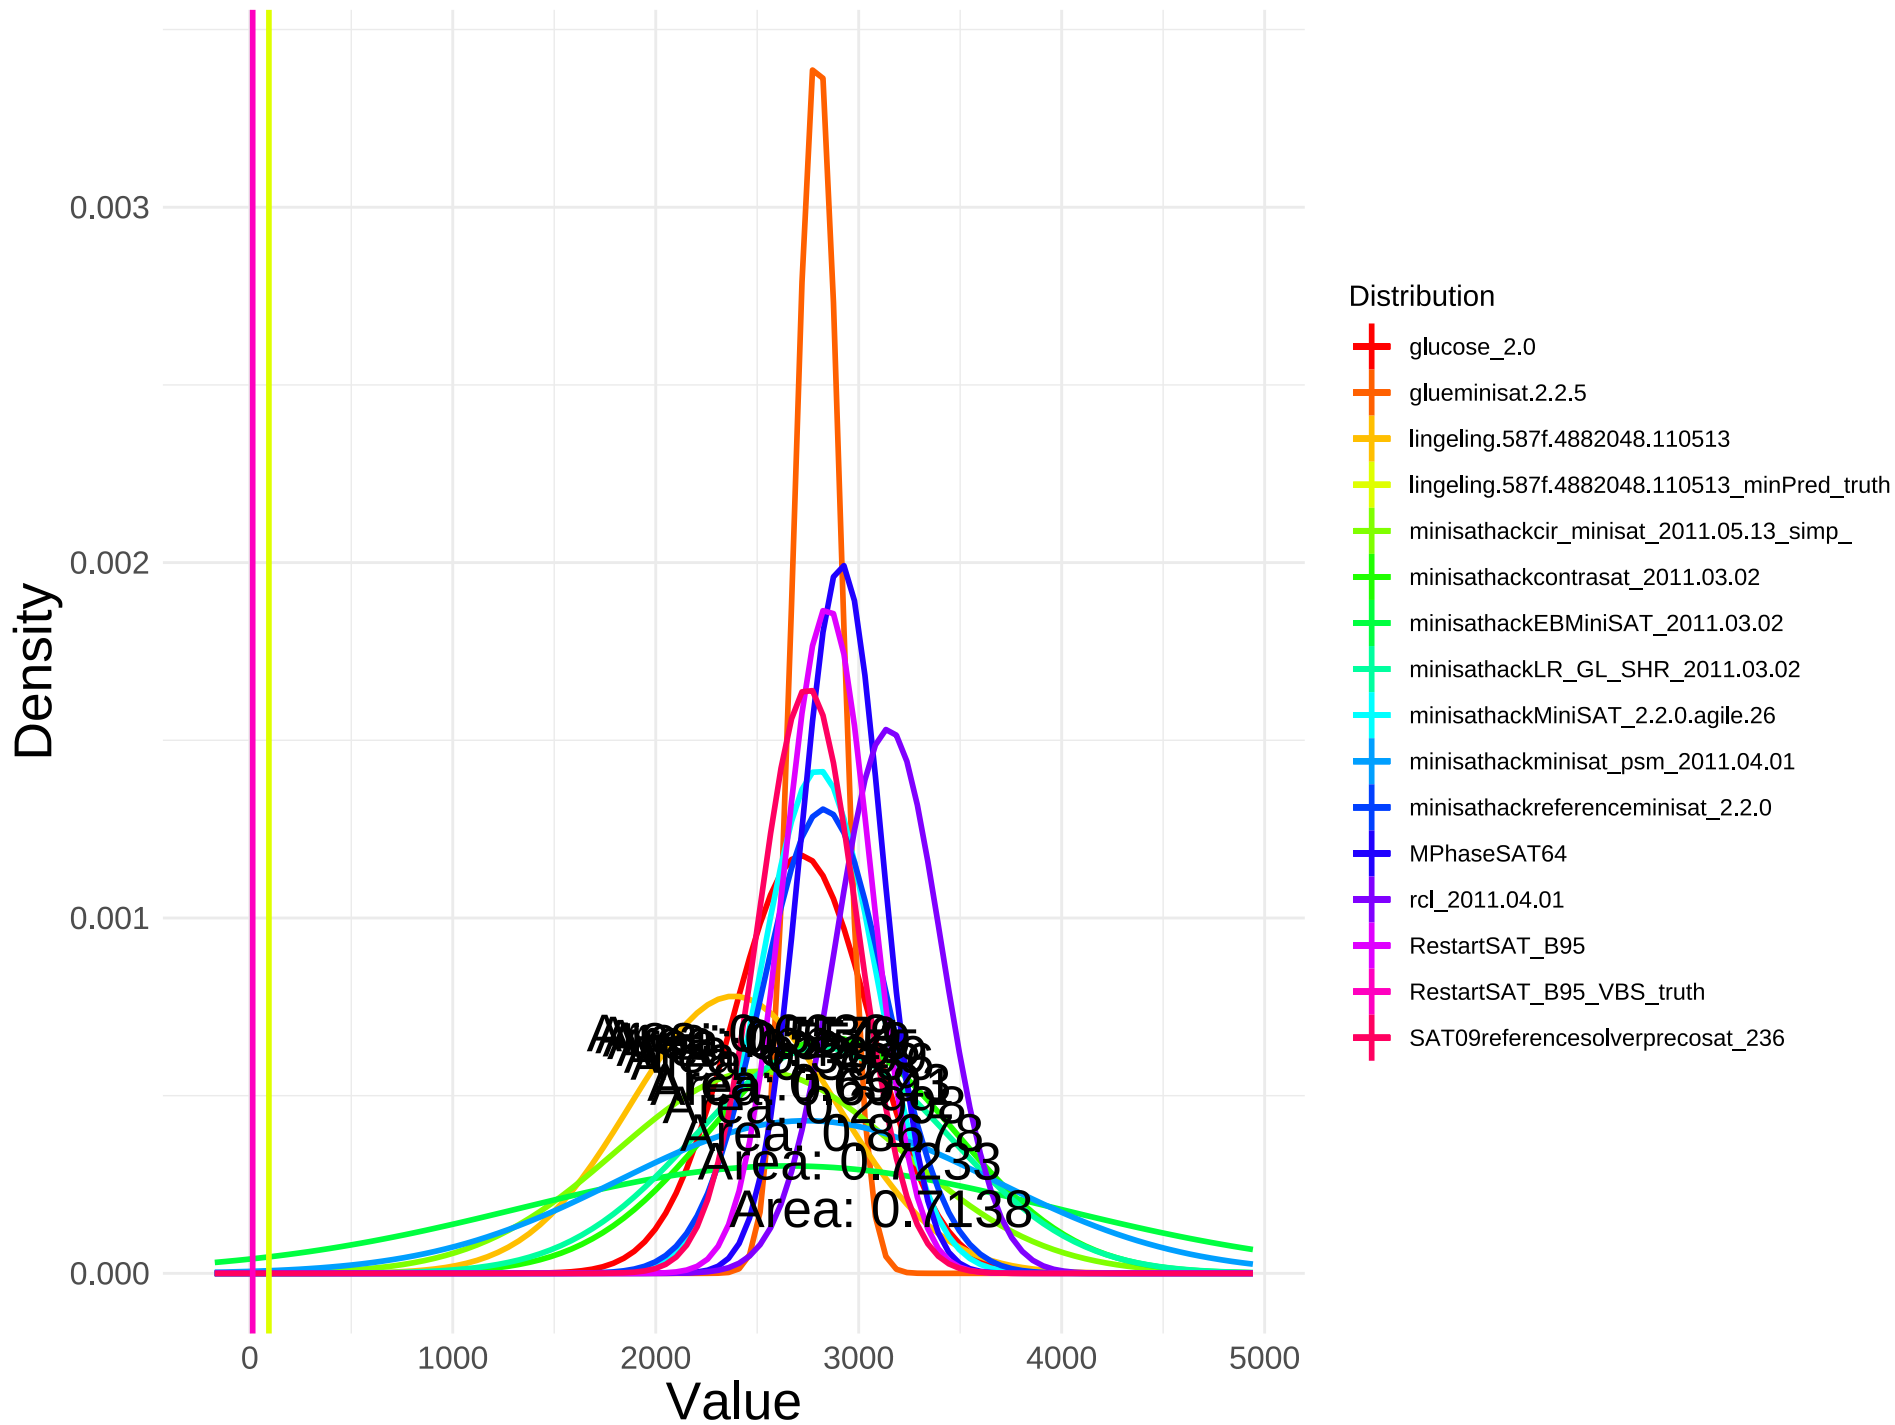 0.003
0.002
0.001
0.000
Density
0
1000
2000
3000
4000
5000
Value
Area:
Area: 0.7233
Area: 0.7138
Distribution
glucose_2.0
glueminisat.2.2.5
lingeling.587f.4882048.110513
lingeling.587f.4882048.110513_minPred_truth
minisathackcir_minisat_2011.05.13_simp_
minisathackcontrasat_2011.03.02
minisathackEBMiniSAT_2011.03.02
minisathackLR_GL_SHR_2011.03.02
minisathackMiniSAT_2.2.0.agile.26
minisathackminisat_psm_2011.04.01
minisathackreferenceminisat_2.2.0
MPhaseSAT64
rcl_2011.04.01
RestartSAT_B95
RestartSAT_B95_VBS_truth
SAT09referencesolverprecosat_236